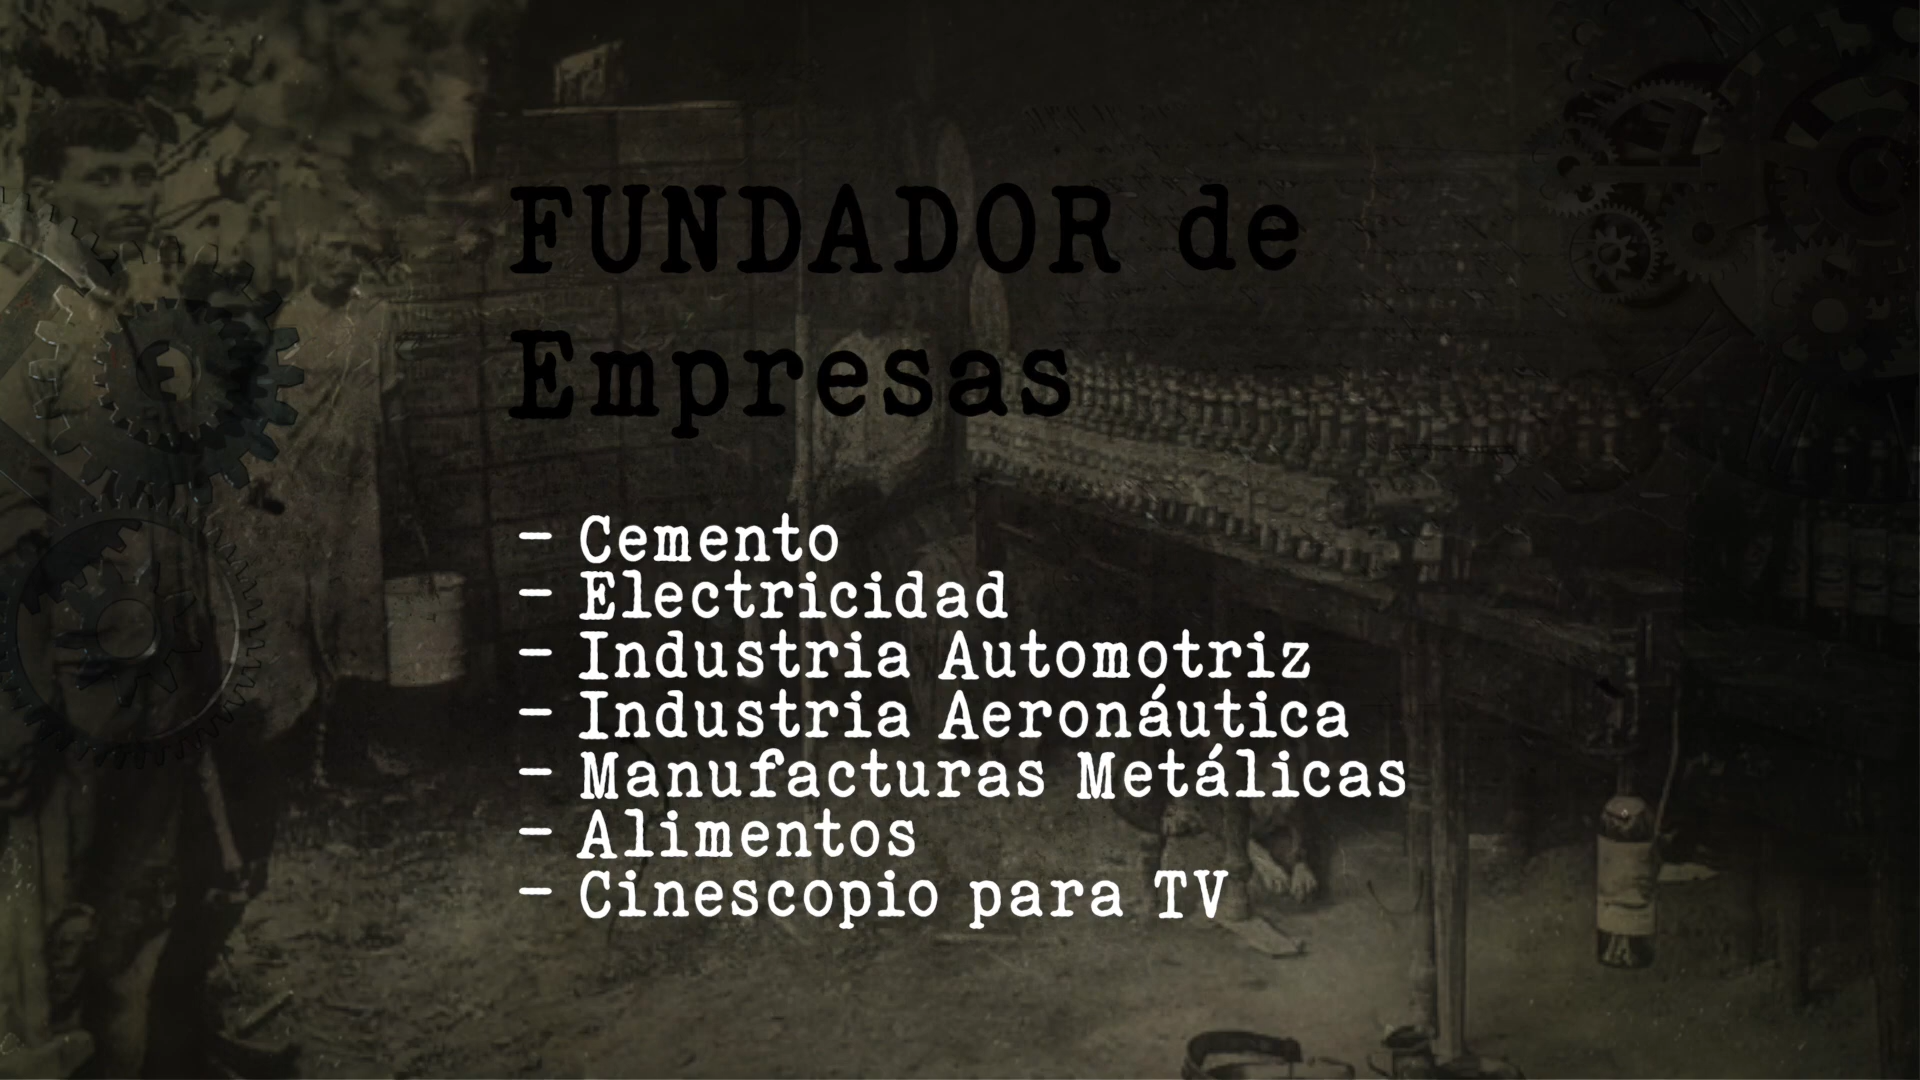 FUNDADOR de
Empresas
- Cemento
- Electricidad
- Industria Automotriz
- Industria Aeronáutica
- Manufacturas Metálicas
- Alimentos
- Cinescopio para TV